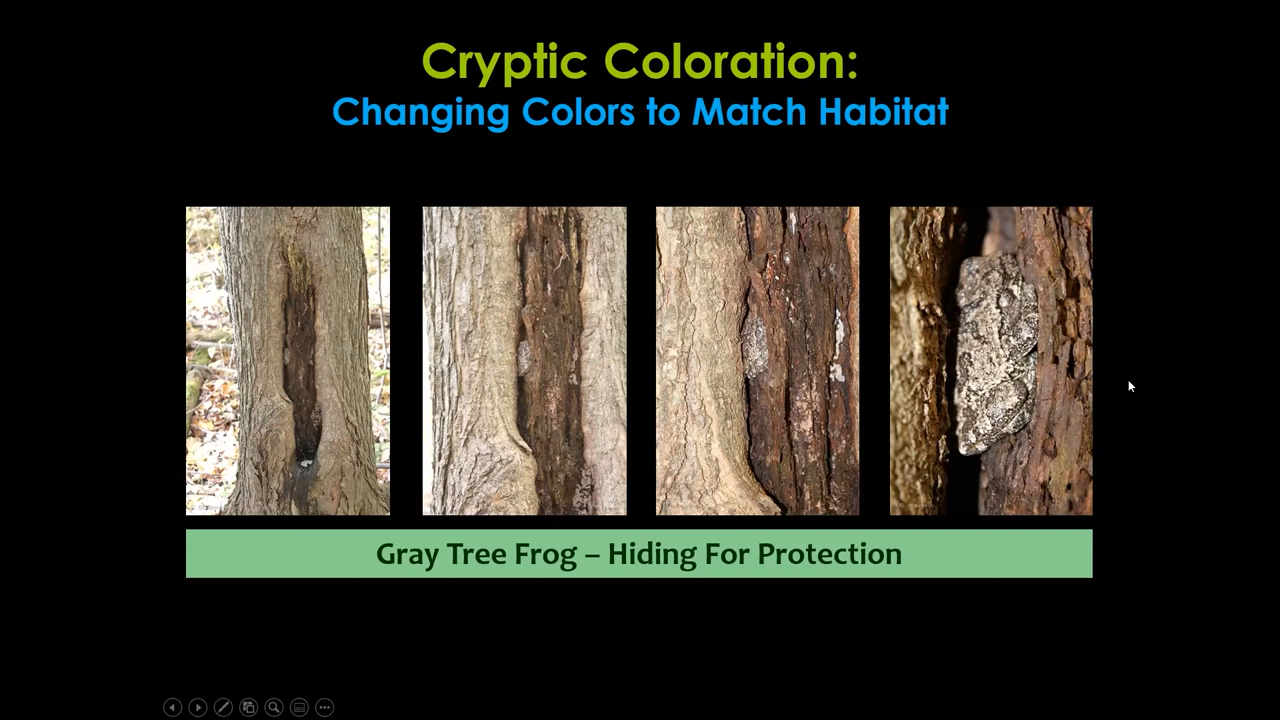 Cryptic Coloration:
Changing Colors to Match Habitat
Gray Tree Frog – Hiding For Protection